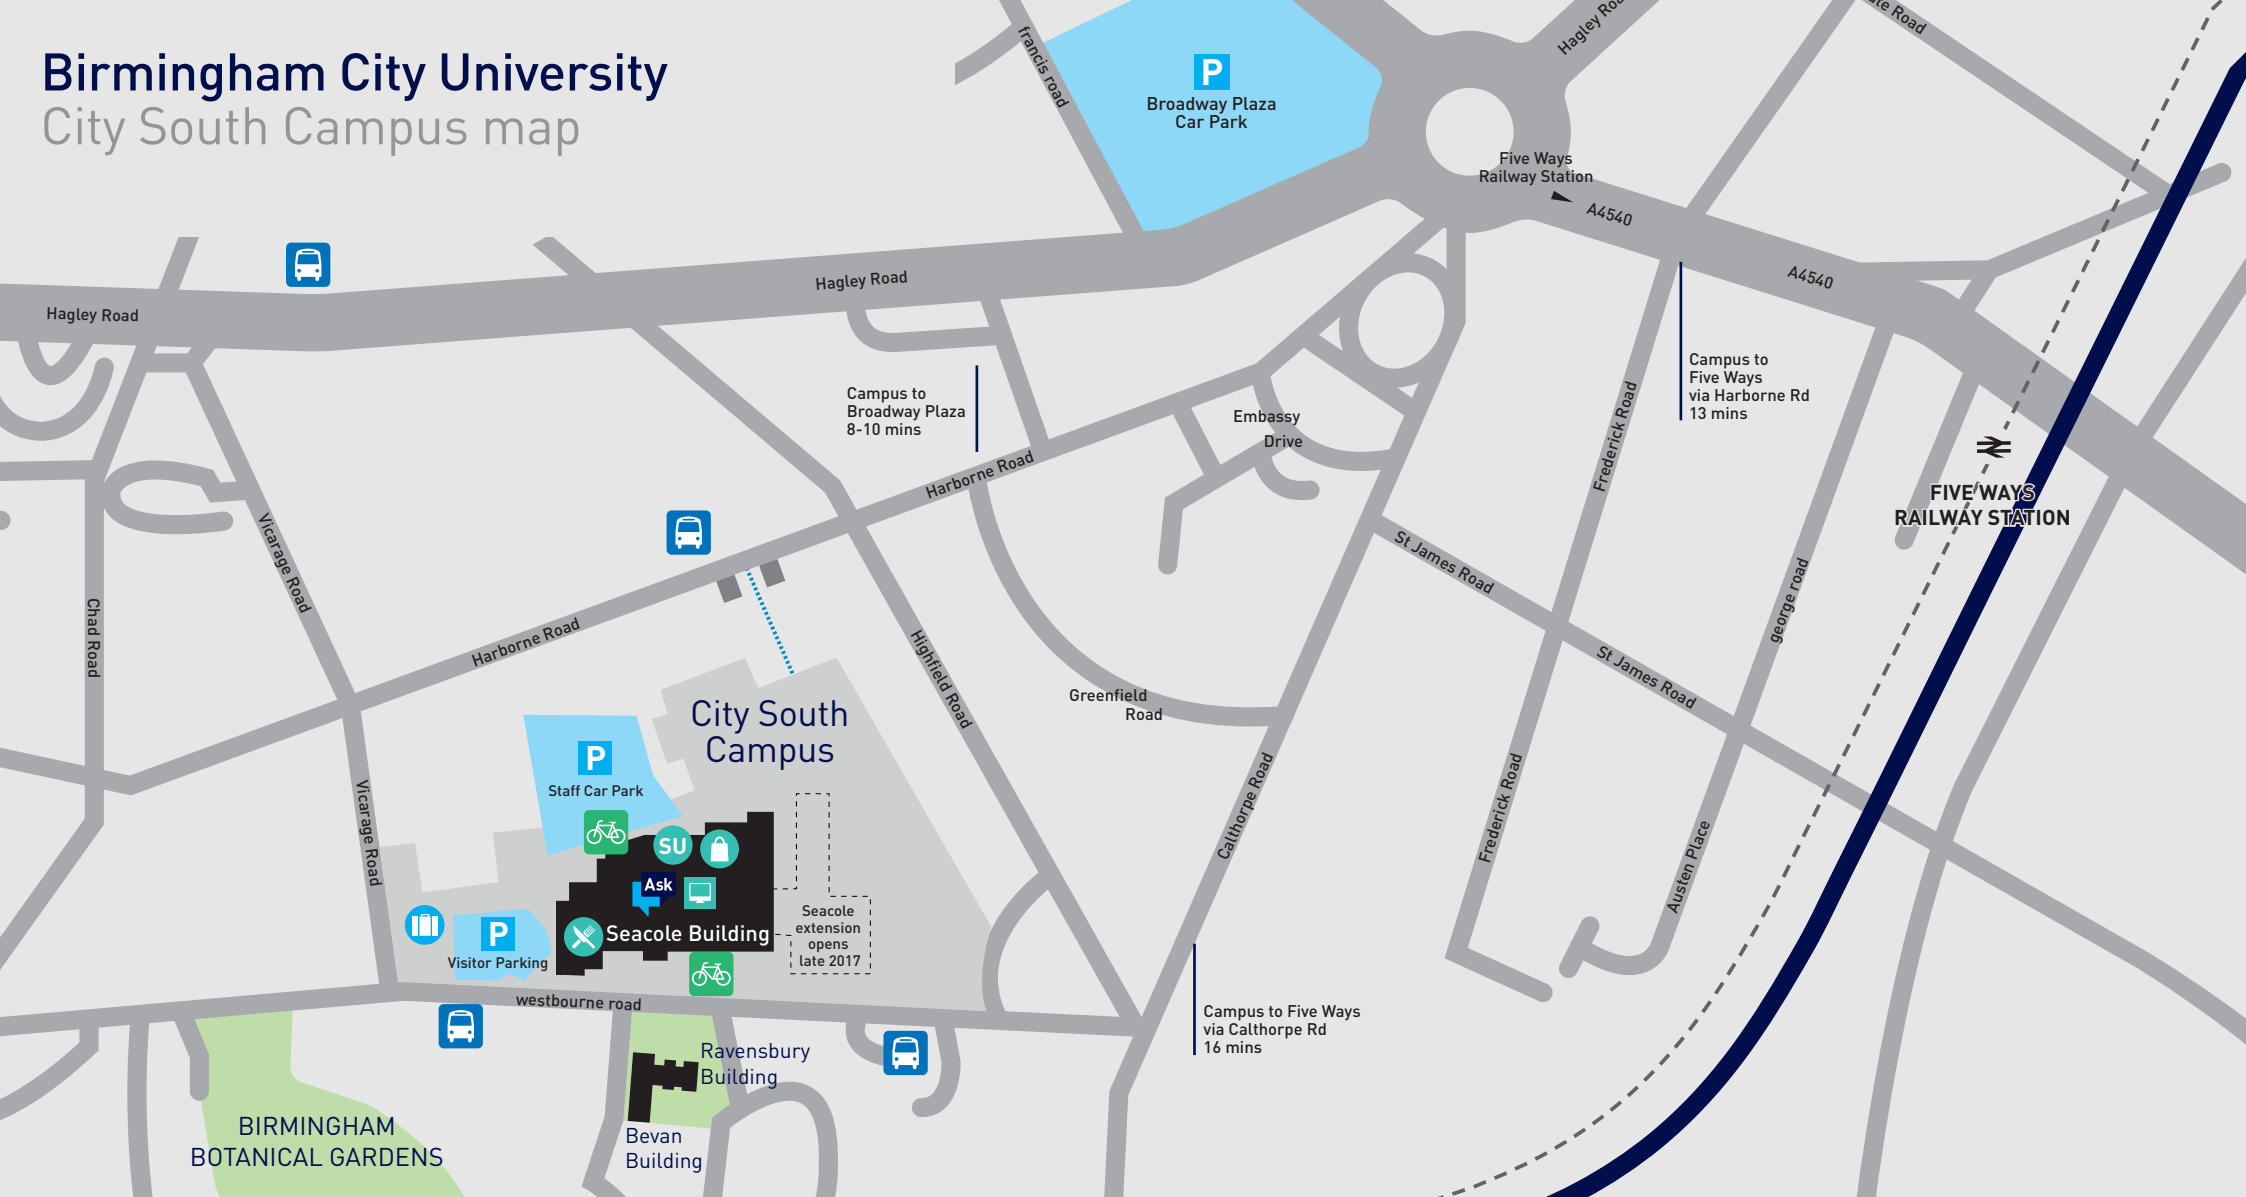 Birmingham City University
City South Campus map
francis road
P
Broadway Plaza
Car Park
Hagley Road
Five Ways
Railway Station
A4540
A4540
Hagley Road
Hagley Road
Campus to
Broadway Plaza
8-10 mins
Campus to
Five Ways
via Harborne Rd
13 mins
Embassy
Drive
Frederick Road
Harborne Road
FIVE WAYS
RAILWAY STATION
Vicarage Road
St James Road
george road
Chad Road
Harborne Road
Highfield Road
St James Road
Greenfield
Road
City South
Campus
P
Staff Car Park
Vicarage Road
Calthorpe Road
Frederick Road
Austen Place
SU
Ask
Seacole Building
Seacole
extension
opens
late 2017
P
Visitor Parking
westbourne road
Campus to Five Ways
via Calthorpe Rd
16 mins
Ravensbury
Building
BIRMINGHAM
BOTANICAL GARDENS
Bevan
Building